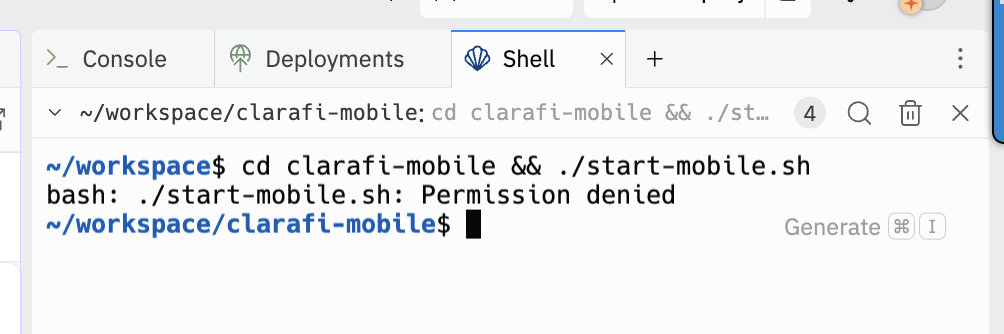 Console
Deployments
Shell
~/workspace/clarafi-mobile: cd clarafi-mobile && ./st… 4
~/workspace$ cd clarafi-mobile && ./start-mobile.sh
bash: ./start-mobile.sh: Permission denied
~/workspace/clarafi-mobile$
Generate ⌘ I